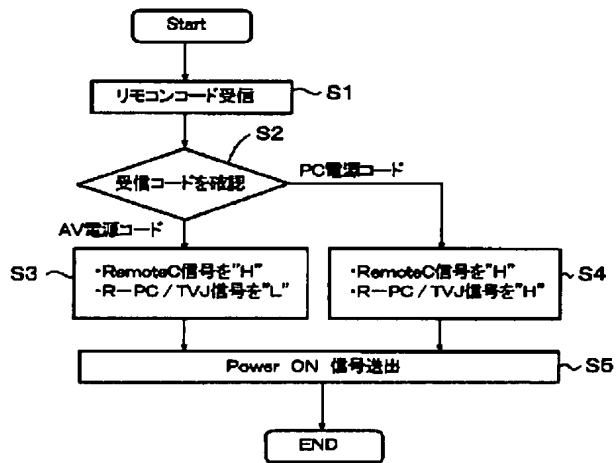 Start
リモコンコード受信
S1
S2
受信コードを確認
PC電源コード
AV電源コード
S3
・RemoteC信号を"H"
・R-PC/TVJ信号を"L"
・RemoteC信号を"H"
・R-PC/TVJ信号を"H"
S4
Power ON 信号送出
S5
END